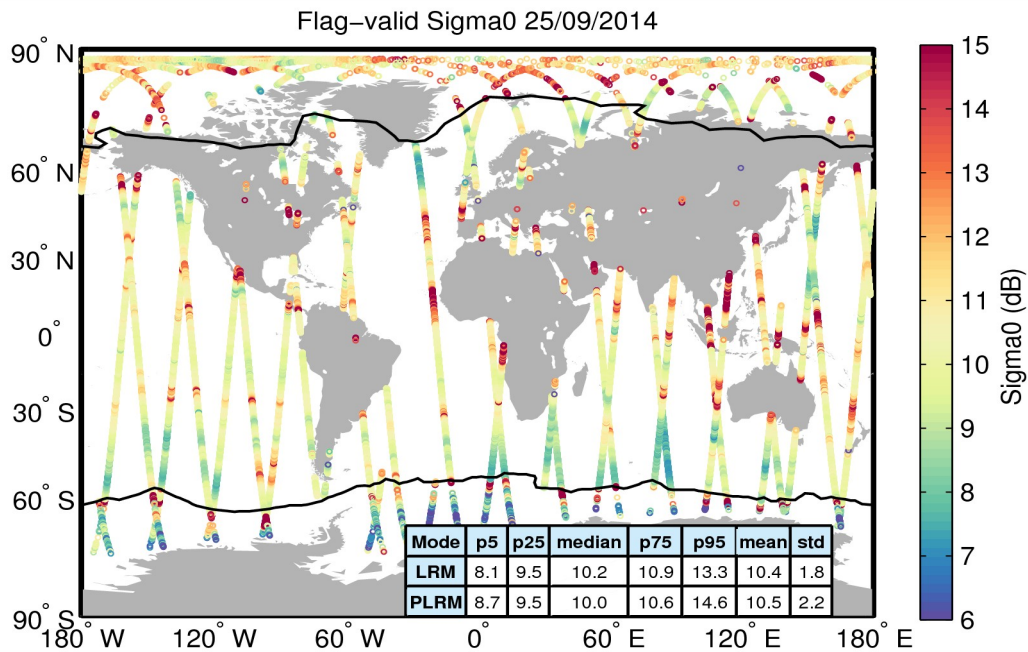 Flag−valid Sigma0 25/09/2014
90° N
60° N
30° N
0°
30° S
60° S
90° S
180° W
120° W
60° W
0°
60° E
120° E
180° E
Mode p5 p25 median p75 p95 mean std
LRM 8.1 9.5 10.2 10.9 13.3 10.4 1.8
PLRM 8.7 9.5 10.0 10.6 14.6 10.5 2.2
15
14
13
12
11
10
9
8
7
6
Sigma0 (dB)